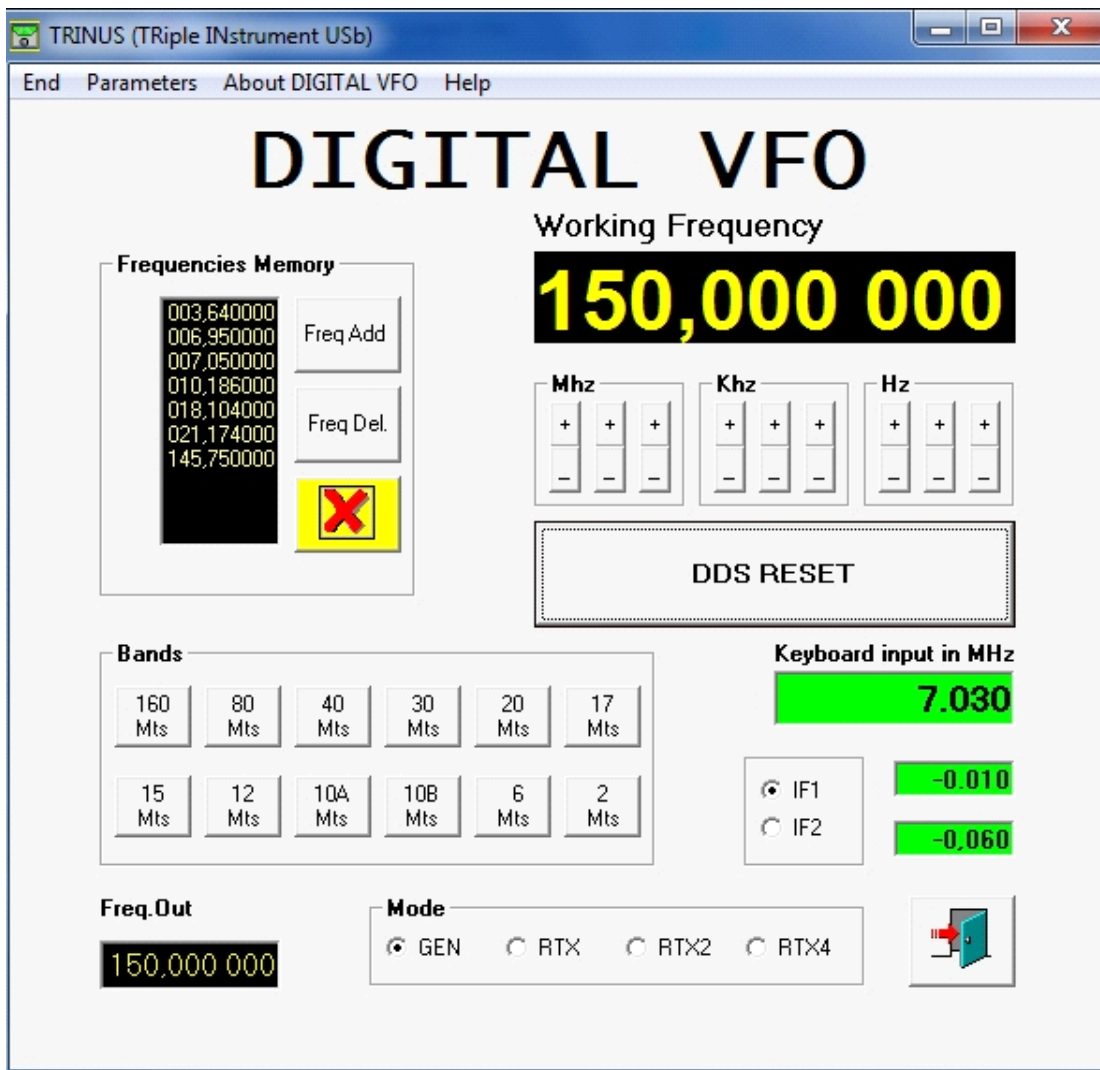 TRINUS (TRiple INstrument USb)
End Parameters About DIGITAL VFO Help
DIGITAL VFO
Working Frequency
150,000 000
Frequencies Memory
003,640000
006,950000
007,050000
010,186000
018,104000
021,174000
145,750000
Freq Add
Freq Del.
Mhz Khz Hz
+ + + + + + + + +
- - - - - - - - -
DDS RESET
Bands
160 Mts
80 Mts
40 Mts
30 Mts
20 Mts
17 Mts
15 Mts
12 Mts
10A Mts
10B Mts
6 Mts
2 Mts
Keyboard input in MHz
7.030
IF1 -0.010
IF2 -0,060
Freq.Out
150,000 000
Mode
GEN RTX RTX2 RTX4